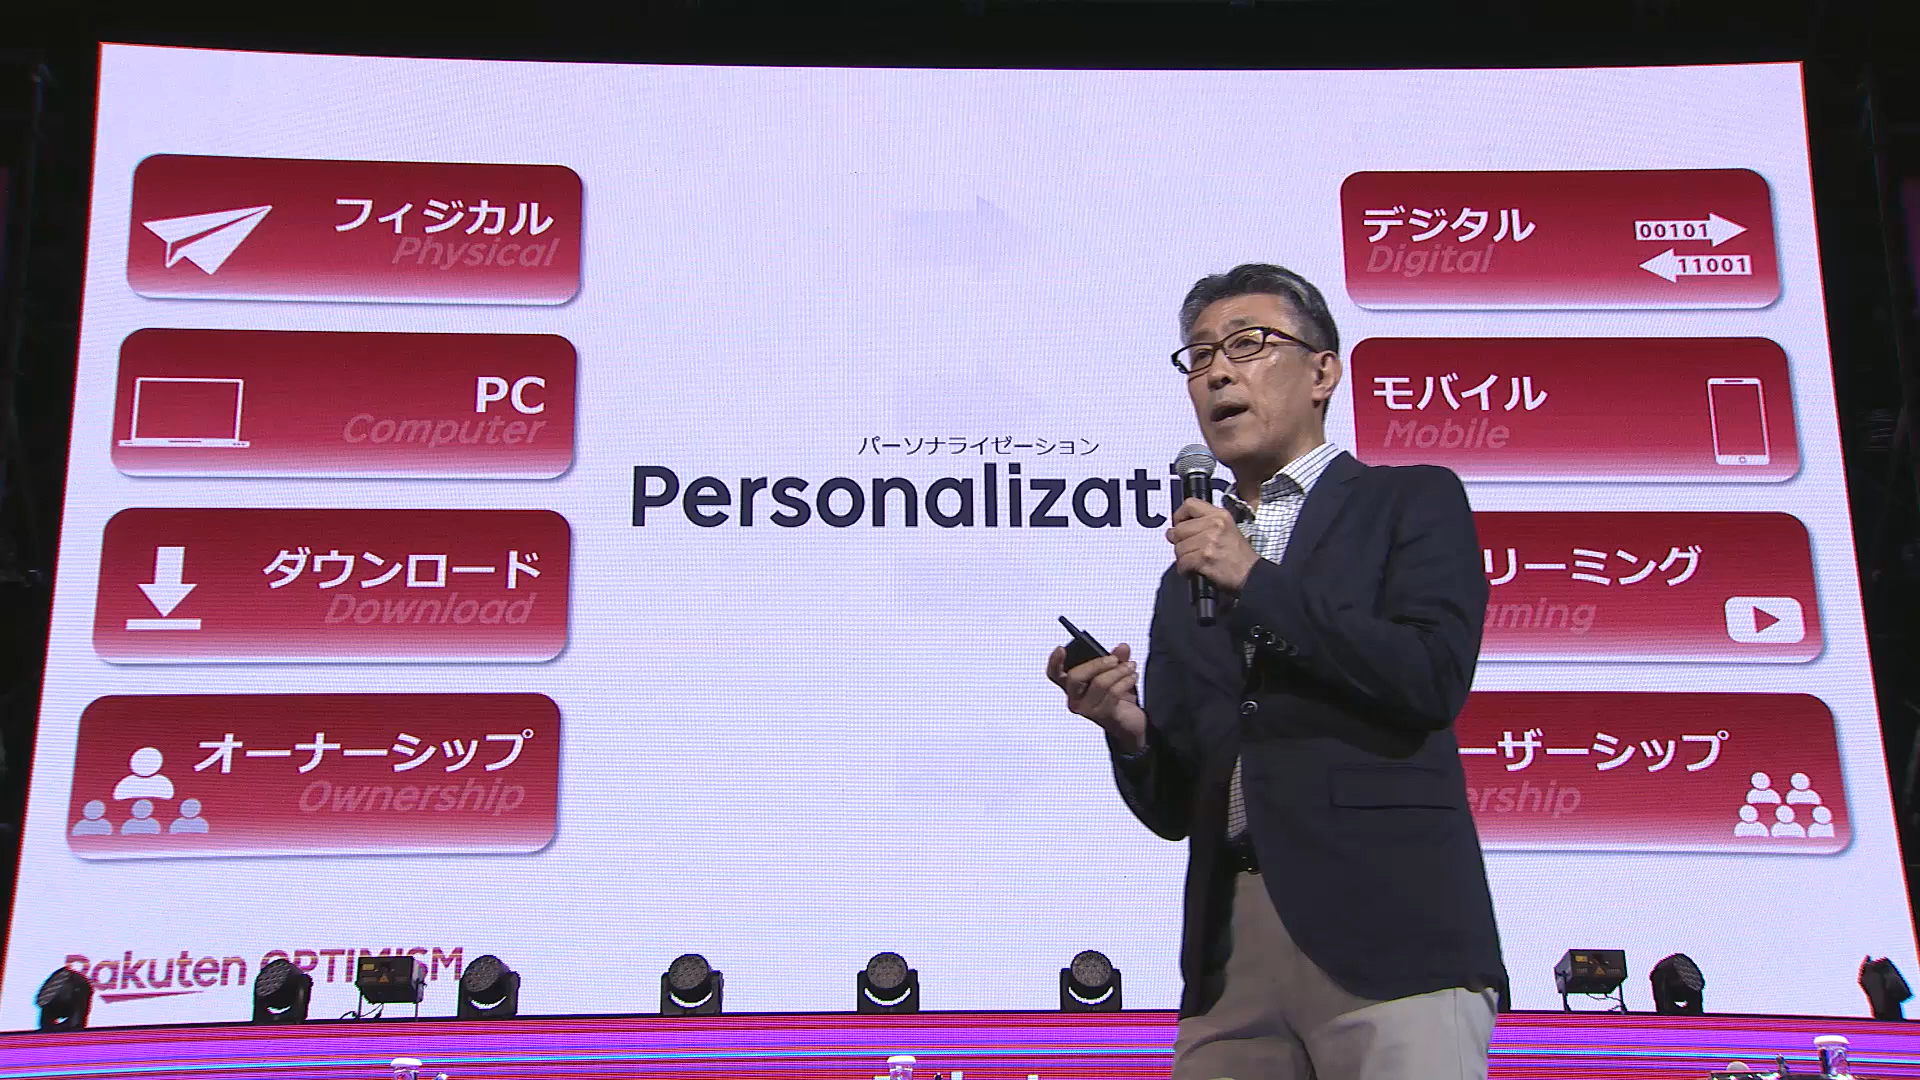 フィジカル
Physical
PC
Computer
ダウンロード
Download
オーナーシップ
Ownership
パーソナライゼーション
Personalizati
デジタル
Digital
00101
11001
モバイル
Mobile
リーミング
aming
ーザーシップ
ership
Rakuten OPTIMISM